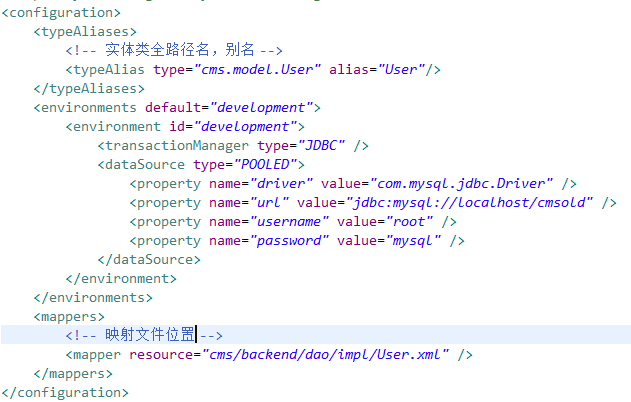 <configuration>
<typeAliases>
<!-- 实体类全路径名，别名 -->
<typeAlias type="cms.model.User" alias="User"/>
</typeAliases>
<environments default="development">
<environment id="development">
<transactionManager type="JDBC" />
<dataSource type="POOLED">
<property name="driver" value="com.mysql.jdbc.Driver" />
<property name="url" value="jdbc:mysql://localhost/cmsold" />
<property name="username" value="root" />
<property name="password" value="mysql" />
</dataSource>
</environment>
</environments>
<mappers>
<!-- 映射文件位置 -->
<mapper resource="cms/backend/dao/impl/User.xml" />
</mappers>
</configuration>